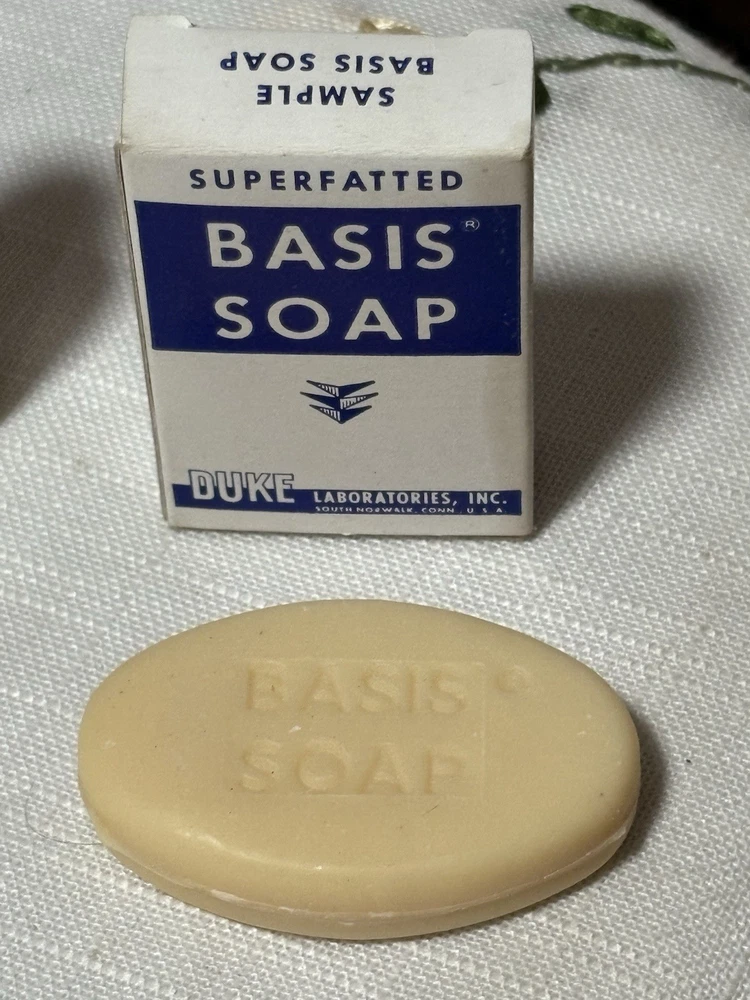 SAMPLE
BASIS SOAP
SUPERFATTED
BASIS®
SOAP
DUKE LABORATORIES, INC.
SOUTH NORWALK, CONN., U. S. A.
BASIS®
SOAP